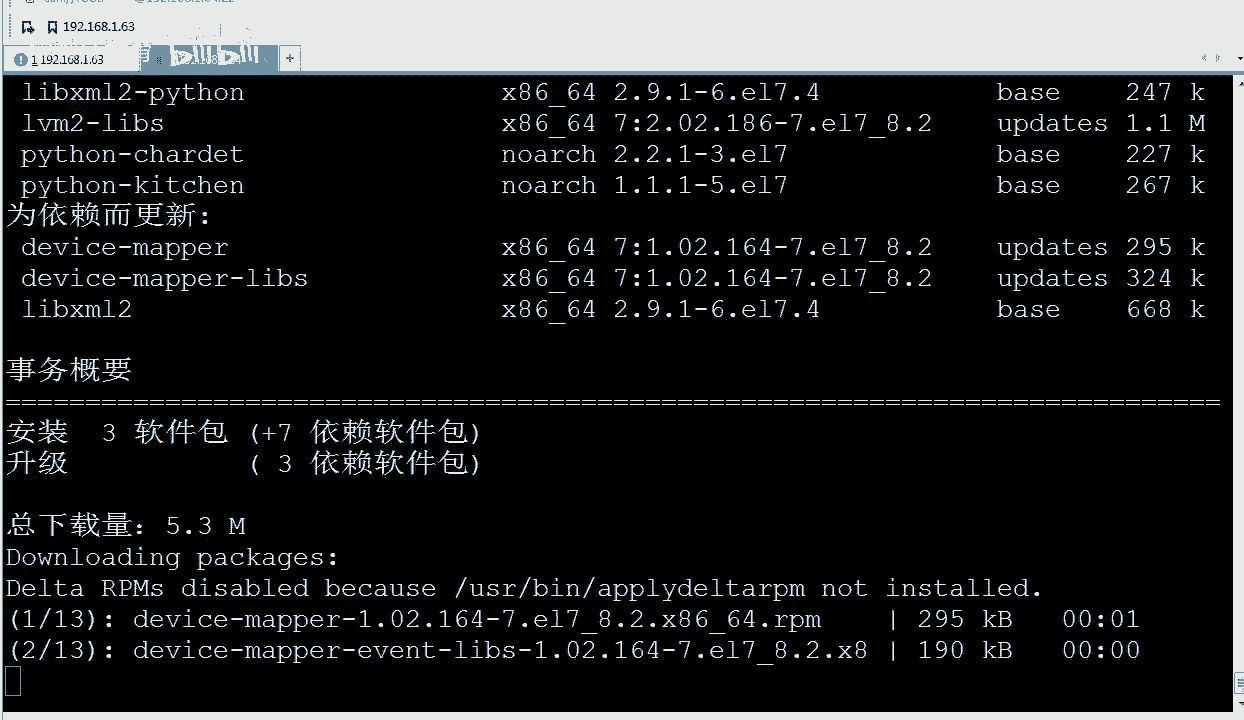 192.168.1.63
1 192.168.1.63
libxml2-python x86_64 2.9.1-6.el7.4 base 247 k
lvm2-libs x86_64 7:2.02.186-7.el7_8.2 updates 1.1 M
python-chardet noarch 2.2.1-3.el7 base 227 k
python-kitchen noarch 1.1.1-5.el7 base 267 k
为依赖而更新:
device-mapper x86_64 7:1.02.164-7.el7_8.2 updates 295 k
device-mapper-libs x86_64 7:1.02.164-7.el7_8.2 updates 324 k
libxml2 x86_64 2.9.1-6.el7.4 base 668 k
事务概要
================================================================================
安装 3 软件包 (+7 依赖软件包)
升级 ( 3 依赖软件包)
总下载量：5.3 M
Downloading packages:
Delta RPMs disabled because /usr/bin/applydeltarpm not installed.
(1/13): device-mapper-1.02.164-7.el7_8.2.x86_64.rpm | 295 kB 00:01
(2/13): device-mapper-event-libs-1.02.164-7.el7_8.2.x8 | 190 kB 00:00